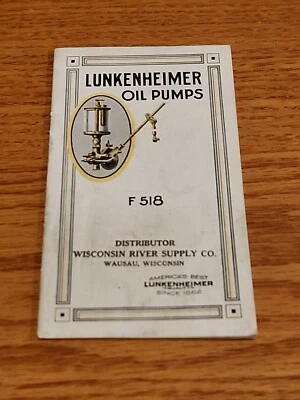 LUNKENHEIMER
OIL PUMPS
F 518
DISTRIBUTOR
WISCONSIN RIVER SUPPLY CO.
WAUSAU, WISCONSIN
AMERICA'S BEST
LUNKENHEIMER
SINCE 1862